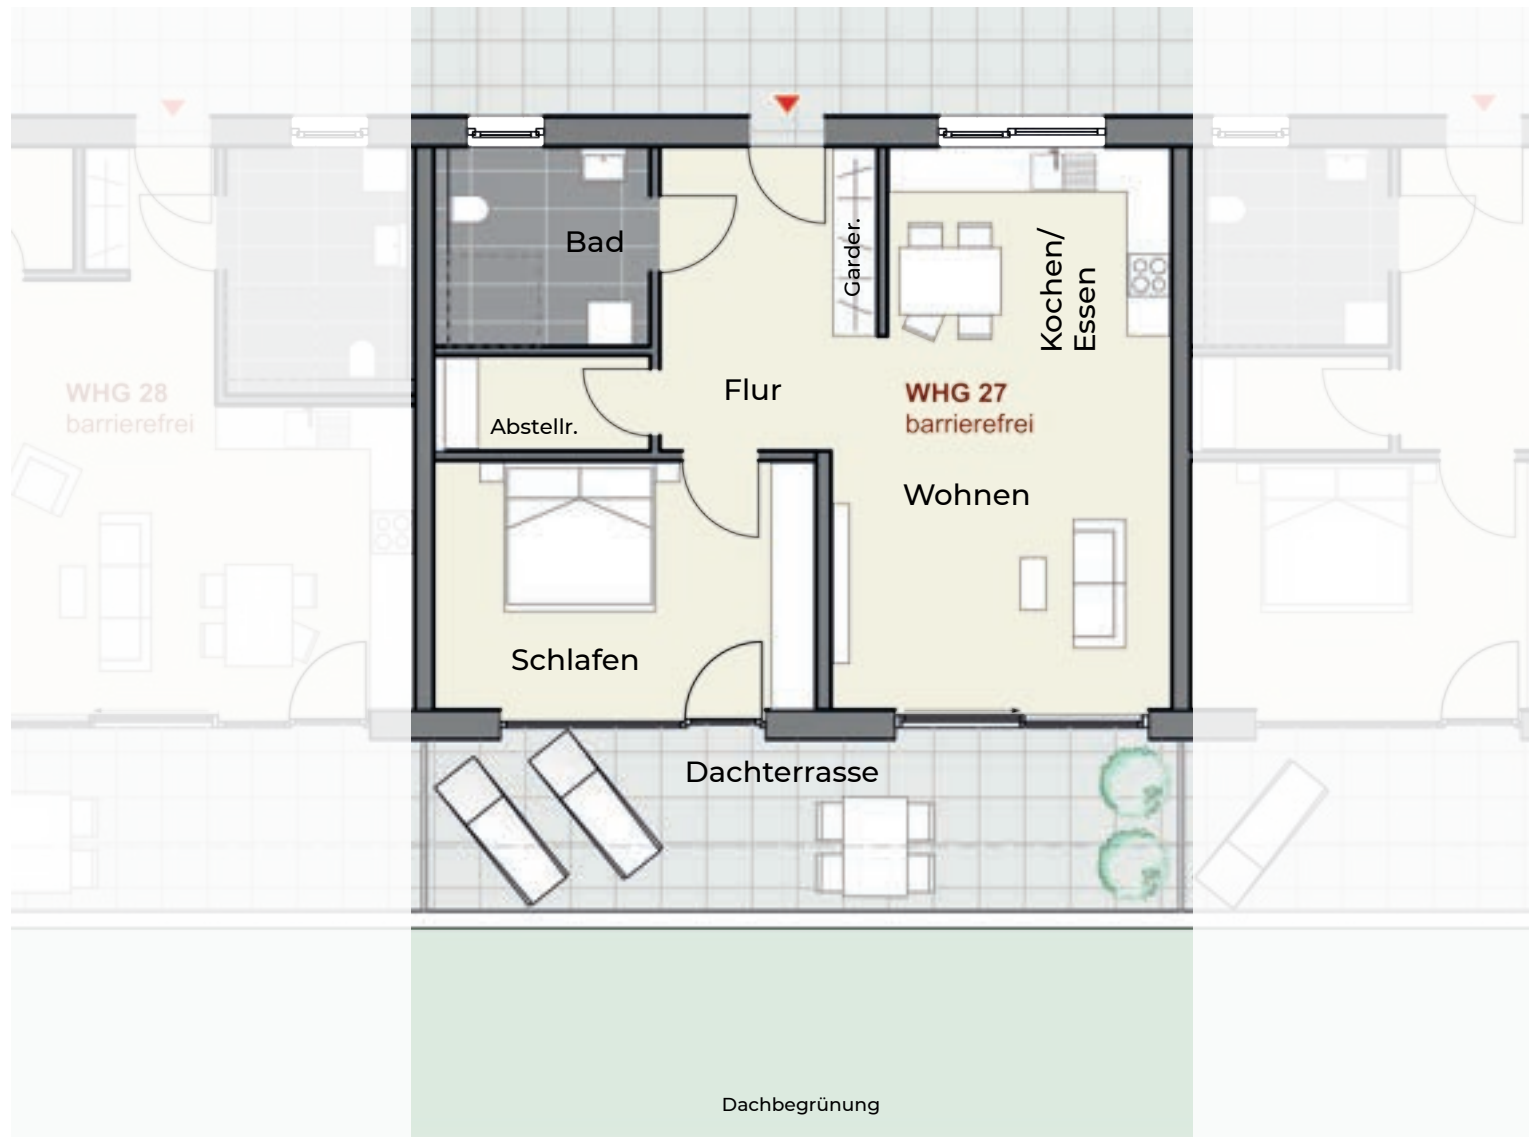 Bad
Garder.
Kochen/
Essen
WHG 28
barrierefrei
Flur
WHG 27
barrierefrei
Abstellr.
Wohnen
Schlafen
Dachterrasse
Dachbegrünung